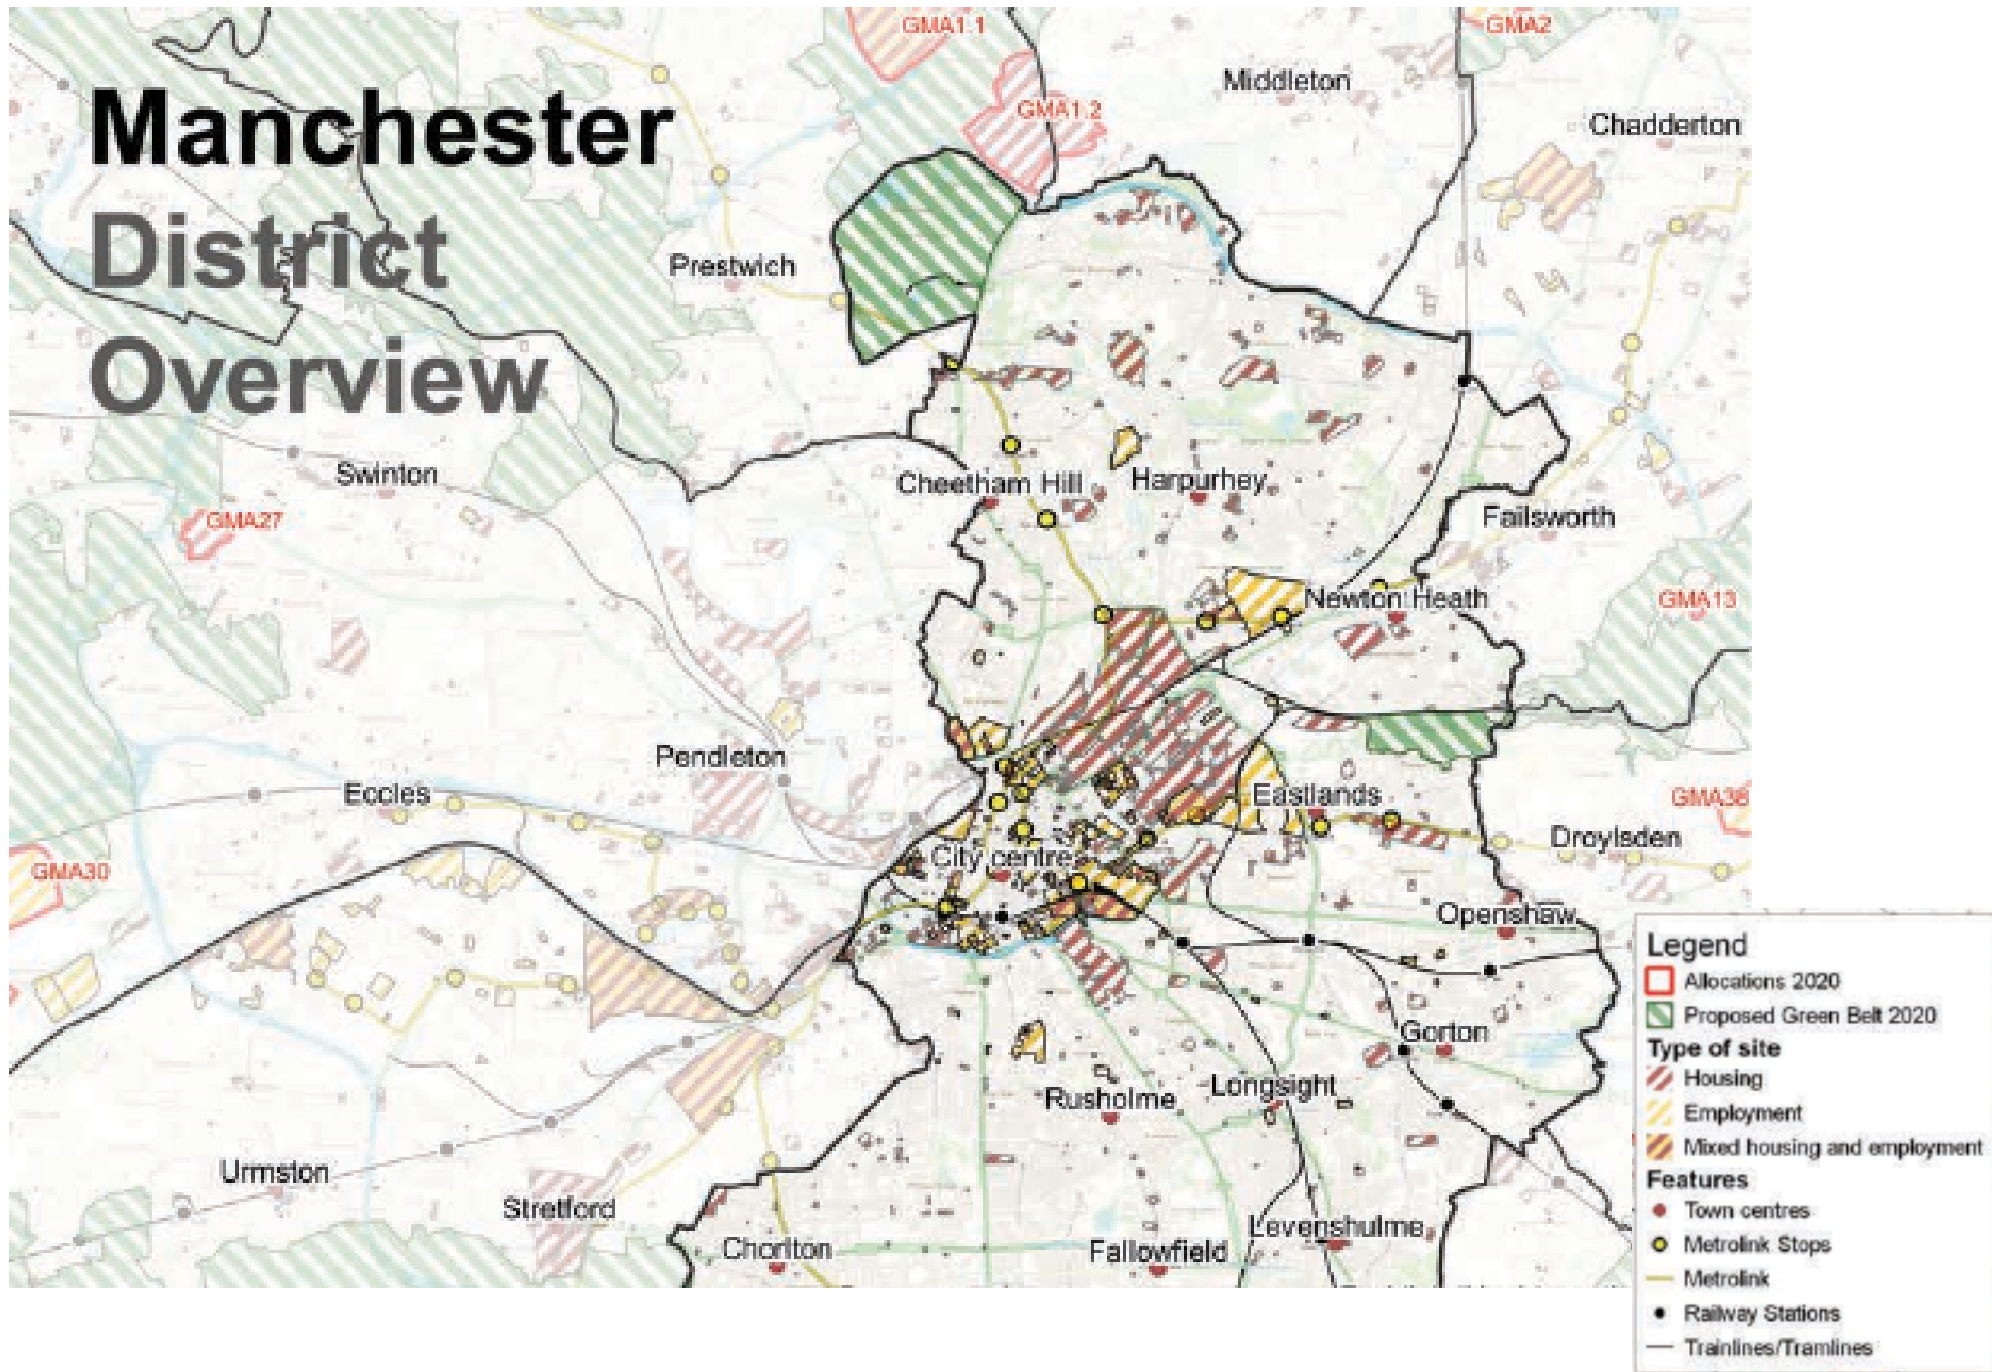 Manchester
District
Overview
GMA1.1
GMA2
GMA1.2
Middleton
Chadderton
Prestwich
Swinton
Cheetham Hill
Harpurhey
GMA27
Failsworth
Newton Heath
GMA13
Pendleton
Eccles
Eastlands
GMA38
Droylsden
City centre
GMA30
Openshaw
Gorton
Longsight
Rusholme
Urmston
Stretford
Levenshulme
Chorlton
Fallowfield
Legend
Allocations 2020
Proposed Green Belt 2020
Type of site
Housing
Employment
Mixed housing and employment
Features
Town centres
Metrolink Stops
Metrolink
Railway Stations
Trainlines/Tramlines